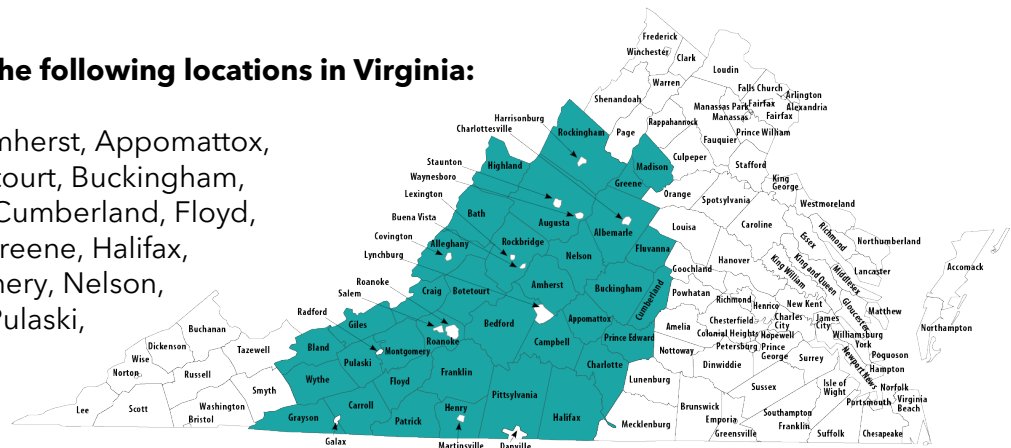 he following locations in Virginia:
mherst, Appomattox,
tourt, Buckingham,
Cumberland, Floyd,
reene, Halifax,
nery, Nelson,
Pulaski,
Frederick
Winchester
Clark
Loudin
Warren
Falls Church
Arlington
Shenandoah
Manassas Park
Fairfax
Alexandria
Manassas
Fairfax
Harrisonburg
Charlottesville
Rockingham
Page
Rappahannock
Prince William
Fauquier
Staunton
Highland
Madison
Culpeper
Stafford
Waynesboro
Greene
King
George
Lexington
Orange
Spotsylvania
Westmoreland
Buena Vista
Bath
Augusta
Albemarle
Louisa
Caroline
Richmond
Essex
Northumberland
Covington
Alleghany
Rockbridge
Fluvanna
Lynchburg
Nelson
Hanover
King and Queen
King William
Middlesex
Lancaster
Accomack
Goochland
Roanoke
Craig
Botetourt
Amherst
Buckingham
Cumberland
Powhatan
Salem
Richmond
Henrico
New Kent
Gloucester
Matthew
Radford
Giles
Bedford
Appomattox
Amelia
Chesterfield
Charles
City
James
City
Northampton
Buchanan
Colonial Heights
Hopewell
Williamsburg
Dickenson
Tazewell
Bland
Roanoke
Campbell
Prince Edward
Nottoway
Petersburg
Prince
George
York
Wise
Pulaski
Montgomery
Charlotte
Dinwiddie
Surrey
Newport News
Poquoson
Norton
Russell
Wythe
Floyd
Franklin
Hampton
Smyth
Pittsylvania
Lunenburg
Sussex
Isle of
Wight
Norfolk
Lee
Scott
Washington
Bristol
Grayson
Carroll
Patrick
Henry
Halifax
Mecklenburg
Brunswick
Emporia
Greensville
Southampton
Franklin
Portsmouth
Virginia
Beach
Suffolk
Chesapeake
Galax
Martinsville
Danville